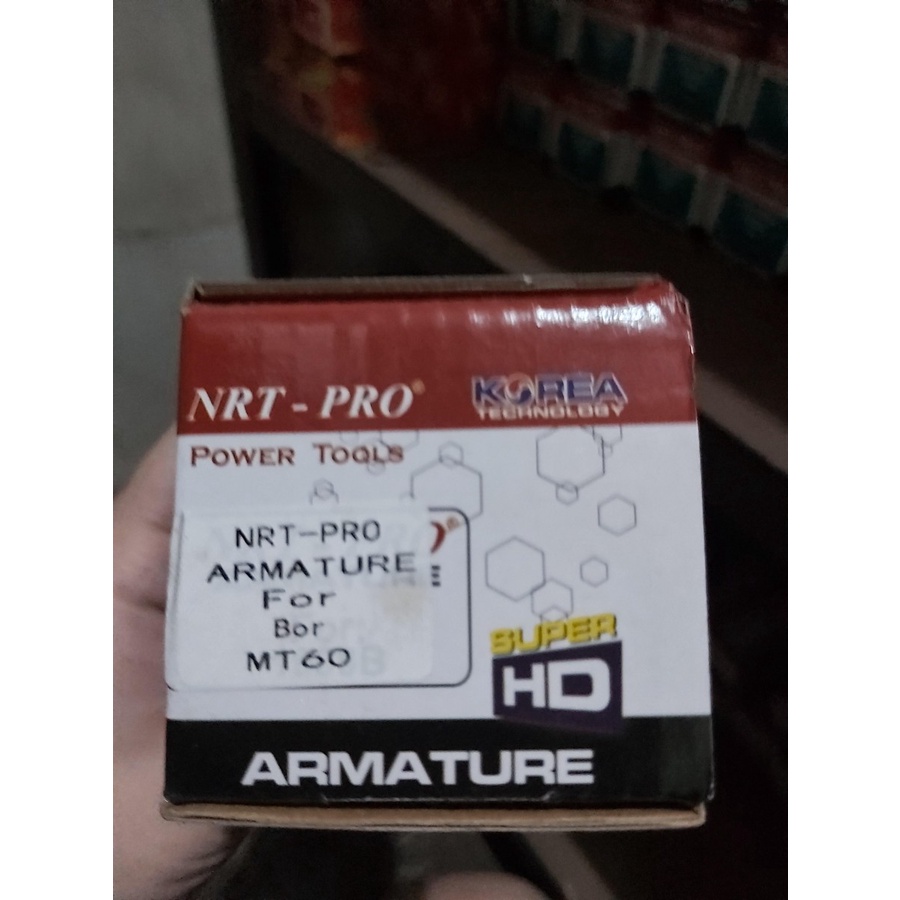 NRT - PRO®
KOREA
TECHNOLOGY
POWER TOOLS
NRT-PRO
ARMATURE
For
Bor
MT60
SUPER
HD
ARMATURE